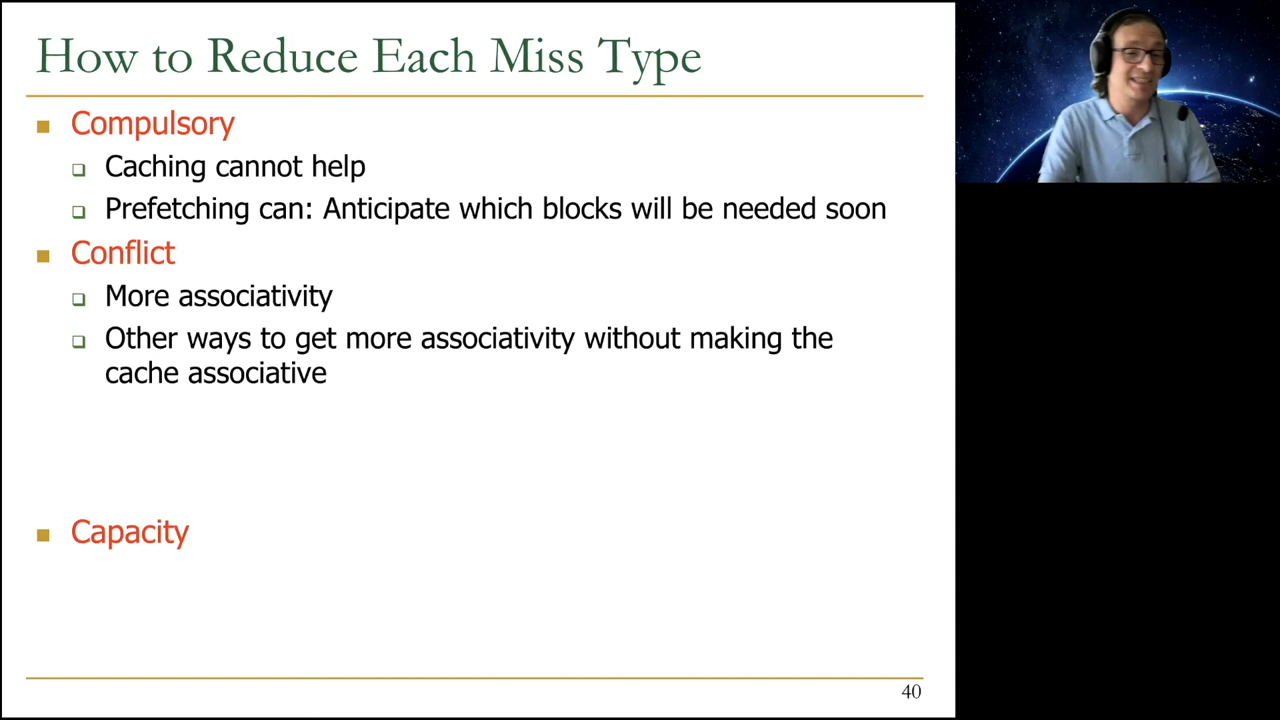 How to Reduce Each Miss Type
Compulsory
Caching cannot help
Prefetching can: Anticipate which blocks will be needed soon
Conflict
More associativity
Other ways to get more associativity without making the
cache associative
Capacity
40